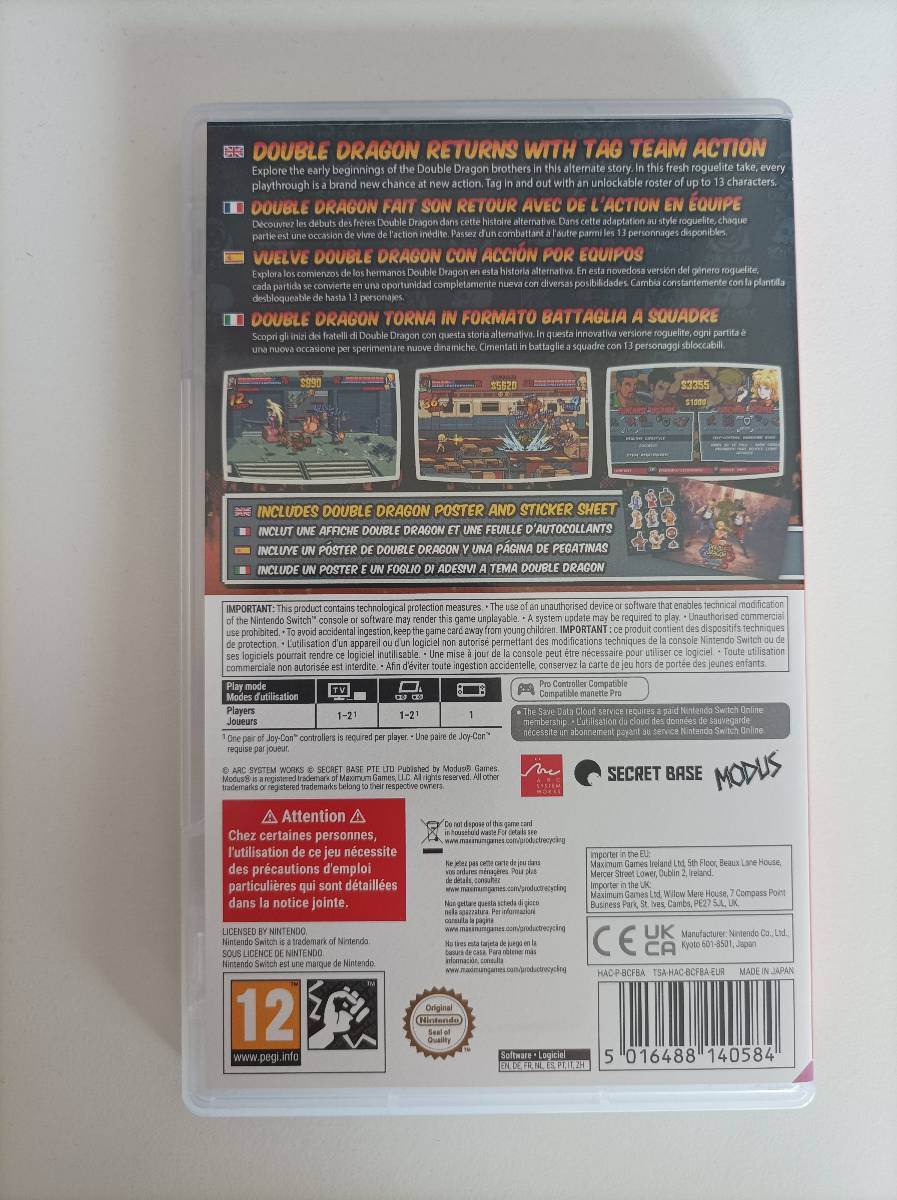 DOUBLE DRAGON RETURNS WITH TAG TEAM ACTION
Explore the early beginnings of the Double Dragon brothers in this alternate story. In this fresh roguelite take, every
playthrough is a brand new chance at new action. Tag in and out with an unlockable roster of up to 13 characters.
DOUBLE DRAGON FAIT SON RETOUR AVEC DE L'ACTION EN ÉQUIPE
Découvrez les débuts des frères Double Dragon dans cette histoire alternative. Dans cette adaptation au style roguelite, chaque
partie est une occasion de vivre de l'action inédite. Passez d'un combattant à l'autre parmi les 13 personnages disponibles.
VUELVE DOUBLE DRAGON CON ACCIÓN POR EQUIPOS
Explora los comienzos de los hermanos Double Dragon en esta historia alternativa. En esta novedosa versión del género roguelite,
cada partida se convierte en una oportunidad completamente nueva con diversas posibilidades. Cambia constantemente con la plantilla
desbloqueable de hasta 13 personajes.
DOUBLE DRAGON TORNA IN FORMATO BATTAGLIA A SQUADRE
Scopri gli inizi dei fratelli di Double Dragon con questa storia alternativa. In questa innovativa versione roguelite, ogni partita è
una nuova occasione per sperimentare nuove dinamiche. Cimentati in battaglie a squadre con 13 personaggi sbloccabili.
$890
$5620
$3355
$1000
INCLUDES DOUBLE DRAGON POSTER AND STICKER SHEET
INCLUT UNE AFFICHE DOUBLE DRAGON ET UNE FEUILLE D'AUTOCOLLANTS
INCLUYE UN PÓSTER DE DOUBLE DRAGON Y UNA PÁGINA DE PEGATINAS
INCLUDE UN POSTER E UN FOGLIO DI ADESIVI A TEMA DOUBLE DRAGON
IMPORTANT: This product contains technological protection measures. • The use of an unauthorised device or software that enables technical modification
of the Nintendo Switch™ console or software may render this game unplayable. • A system update may be required to play. • Unauthorised commercial
use prohibited. • To avoid accidental ingestion, keep the game card away from young children. IMPORTANT : ce produit contient des dispositifs techniques
de protection. • L'utilisation d'un appareil ou d'un logiciel non autorisé permettant des modifications techniques de la console Nintendo Switch ou de
ses logiciels pourrait rendre ce logiciel inutilisable. • Une mise à jour de la console peut être nécessaire pour utiliser ce logiciel. • Toute utilisation
commerciale non autorisée est interdite. • Afin d'éviter toute ingestion accidentelle, conservez la carte de jeu hors de portée des jeunes enfants.
Play mode
Modes d'utilisation
TV
Players
Joueurs
1-2¹
1-2¹
1
¹ One pair of Joy-Con™ controllers is required per player. • Une paire de Joy-Con™
requise par joueur.
Pro Controller Compatible
Compatible manette Pro
• The Save Data Cloud service requires a paid Nintendo Switch Online
membership. • L'utilisation du cloud des données de sauvegarde
nécessite un abonnement payant au service Nintendo Switch Online.
© ARC SYSTEM WORKS © SECRET BASE PTE LTD Published by Modus® Games.
Modus® is a registered trademark of Maximum Games, LLC. All rights reserved. All other
trademarks or registered trademarks belong to their respective owners.
ARC
SYSTEM
WORKS
SECRET BASE
MODUS
Attention
Chez certaines personnes,
l'utilisation de ce jeu nécessite
des précautions d'emploi
particulières qui sont détaillées
dans la notice jointe.
LICENSED BY NINTENDO.
Nintendo Switch is a trademark of Nintendo.
SOUS LICENCE DE NINTENDO.
Nintendo Switch est une marque de Nintendo.
Do not dispose of this game card
in household waste. For details see
www.maximumgames.com/productrecycling
Ne jetez pas cette carte de jeu dans
vos ordures ménagères. Pour plus
de détails, consultez
www.maximumgames.com/productrecycling
Non gettare questa scheda di gioco
nella spazzatura. Per informazioni
consulta la pagina
www.maximumgames.com/productrecycling
No tires esta tarjeta de juego en la
basura de casa. Para obtener más
información, consulta
www.maximumgames.com/productrecycling
Importer in the EU:
Maximum Games Ireland Ltd, 5th Floor, Beaux Lane House,
Mercer Street Lower, Dublin 2, Ireland.
Importer in the UK:
Maximum Games Ltd, Willow Mere House, 7 Compass Point
Business Park, St. Ives, Cambs, PE27 5JL, UK.
CE UK CA
Manufacturer: Nintendo Co., Ltd.,
Kyoto 601-8501, Japan
HAC-P-BCFBA TSA-HAC-BCFBA-EUR MADE IN JAPAN
12
www.pegi.info
Original
Nintendo
Seal of
Quality
Software • Logiciel
EN, DE, FR, NL, ES, PT, IT, ZH
5 016488 140584